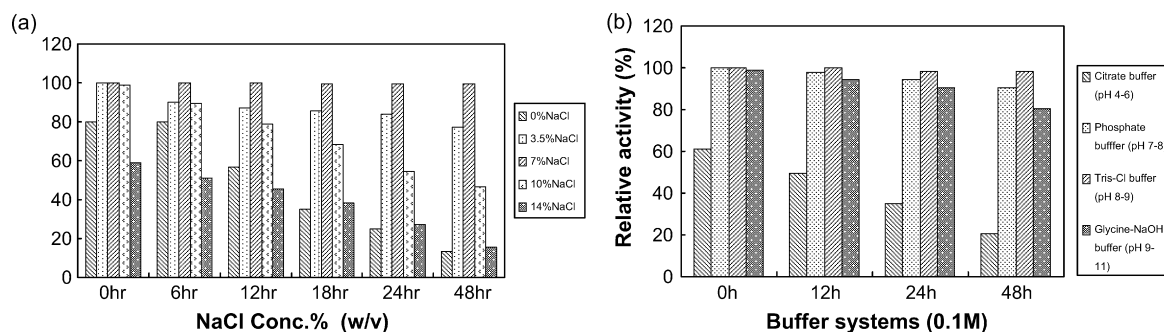 (a)
120
100
80
60
40
20
0
0hr 6hr 12hr 18hr 24hr 48hr
NaCl Conc.% (w/v)
0%NaCl
3.5%NaCl
7%NaCl
10%NaCl
14%NaCl
(b)
Relative activity (%)
120
100
80
60
40
20
0
0h 12h 24h 48h
Buffer systems (0.1M)
Citrate buffer
(pH 4-6)
Phosphate
bufffer (pH 7-8
Tris-Cl buffer
(pH 8-9)
Glycine-NaOH
buffer (pH 9-
11)